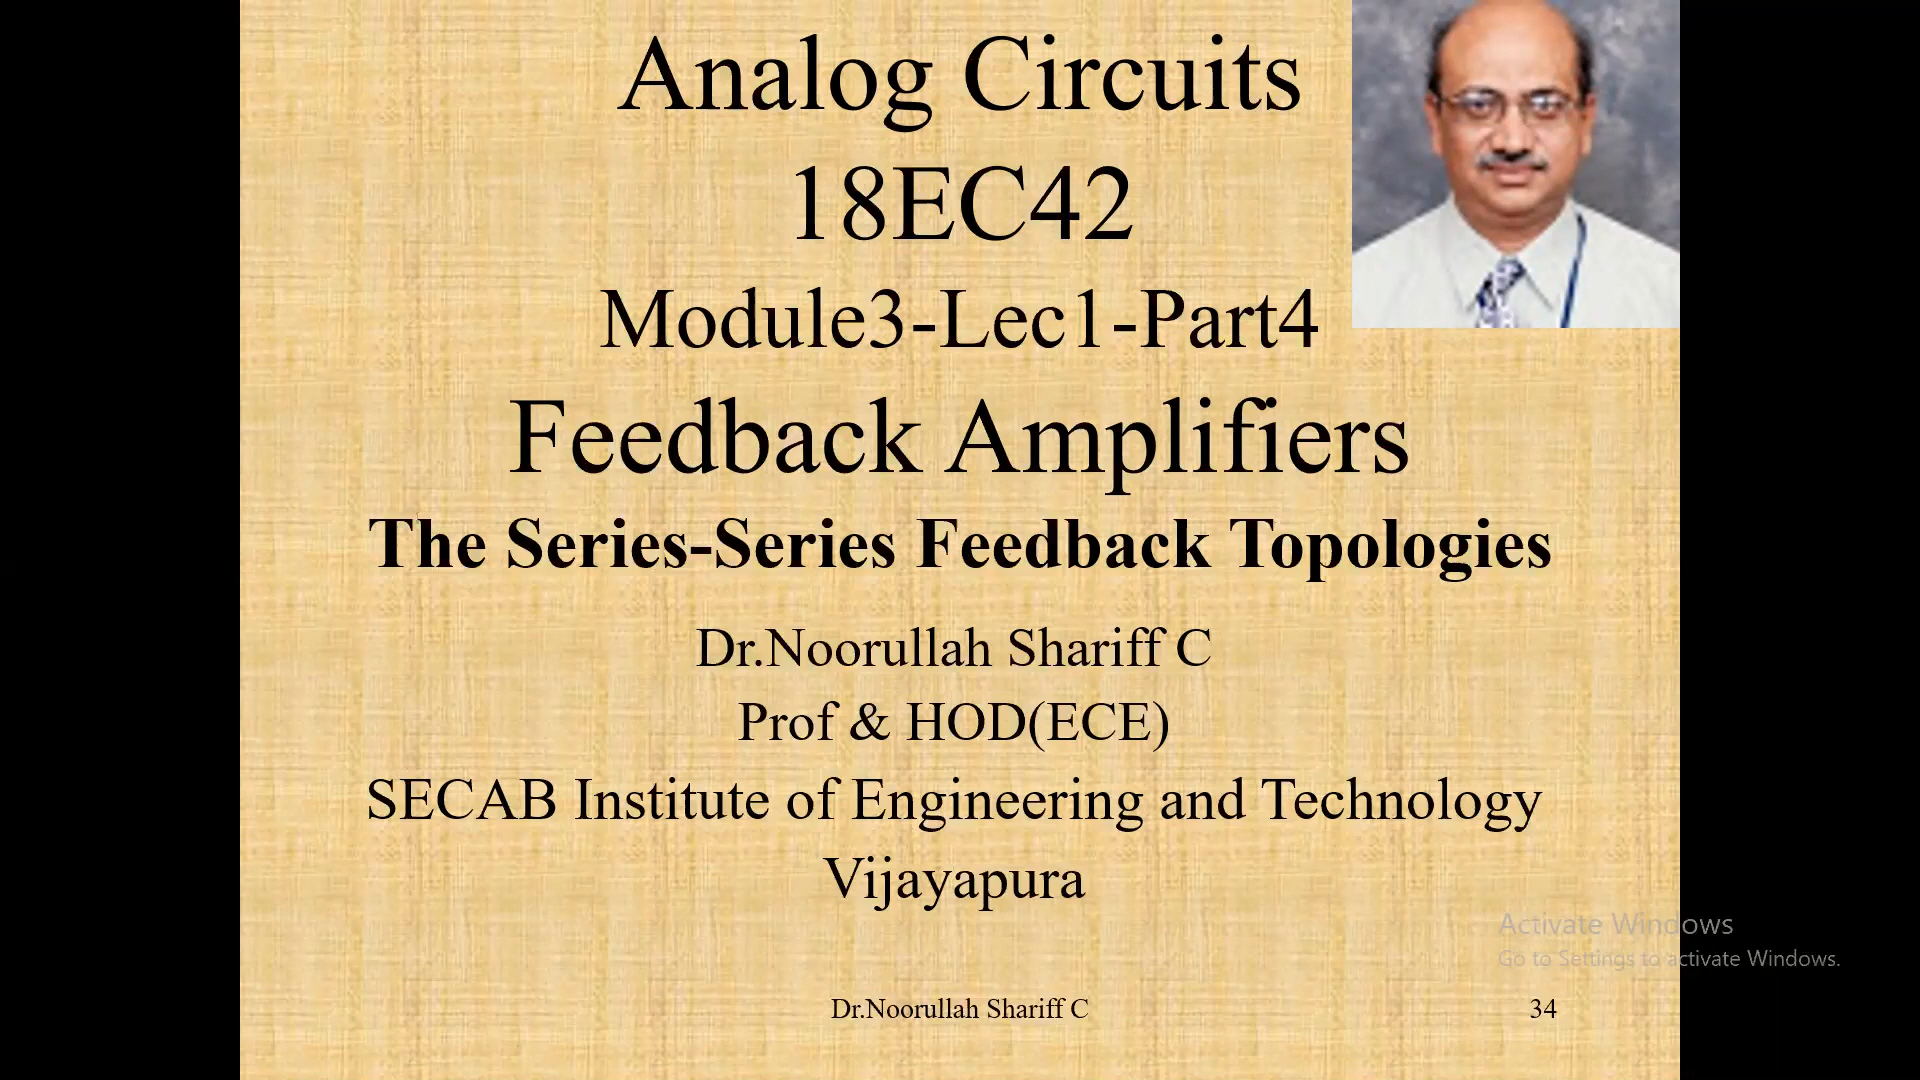 Analog Circuits
18EC42
Module3-Lec1-Part4
Feedback Amplifiers
The Series-Series Feedback Topologies
Dr.Noorullah Shariff C
Prof & HOD(ECE)
SECAB Institute of Engineering and Technology
Vijayapura
Activate Windows
Go to Settings to activate Windows.
Dr.Noorullah Shariff C
34